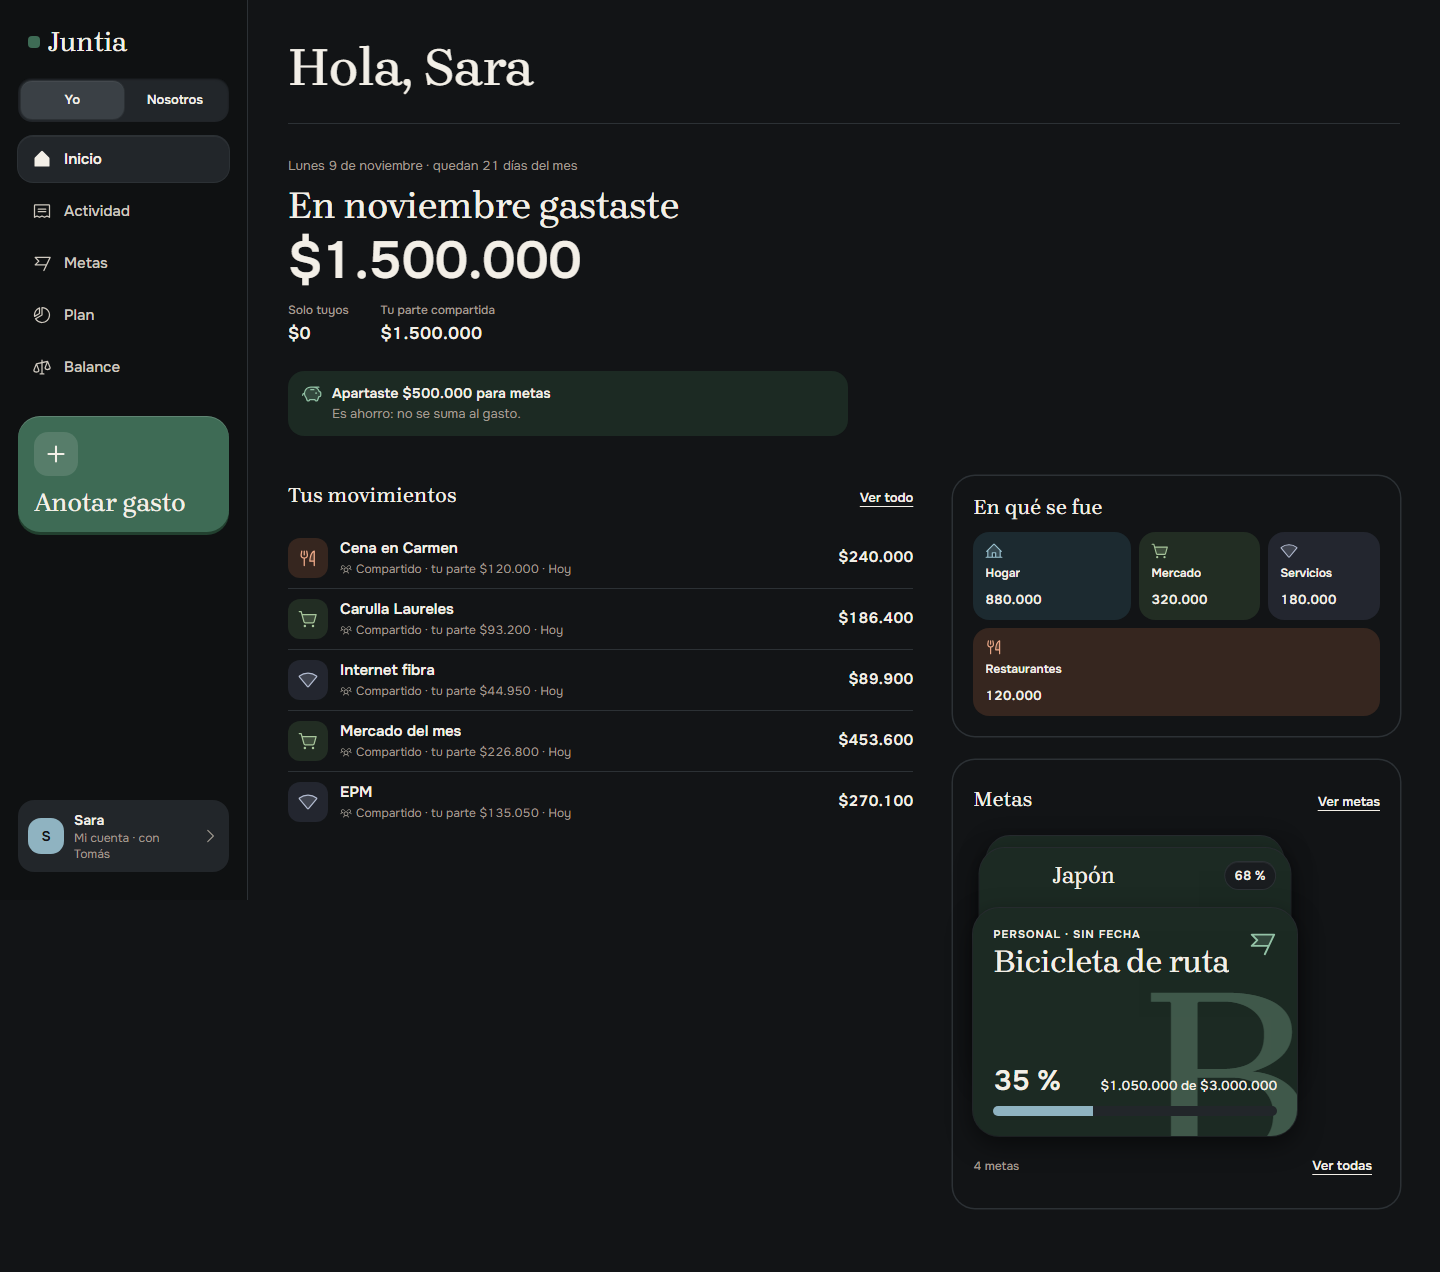 Juntia
Yo
Nosotros
Inicio
Actividad
Metas
Plan
Balance
Anotar gasto
S
Sara
Mi cuenta · con
Tomás
Hola, Sara
Lunes 9 de noviembre · quedan 21 días del mes
En noviembre gastaste
$1.500.000
Solo tuyos
$0
Tu parte compartida
$1.500.000
Apartaste $500.000 para metas
Es ahorro: no se suma al gasto.
Tus movimientos
Ver todo
Cena en Carmen
Compartido · tu parte $120.000 · Hoy
$240.000
Carulla Laureles
Compartido · tu parte $93.200 · Hoy
$186.400
Internet fibra
Compartido · tu parte $44.950 · Hoy
$89.900
Mercado del mes
Compartido · tu parte $226.800 · Hoy
$453.600
EPM
Compartido · tu parte $135.050 · Hoy
$270.100
En qué se fue
Hogar
880.000
Mercado
320.000
Servicios
180.000
Restaurantes
120.000
Metas
Ver metas
Japón
68 %
PERSONAL · SIN FECHA
Bicicleta de ruta
B
35 %
$1.050.000 de $3.000.000
4 metas
Ver todas